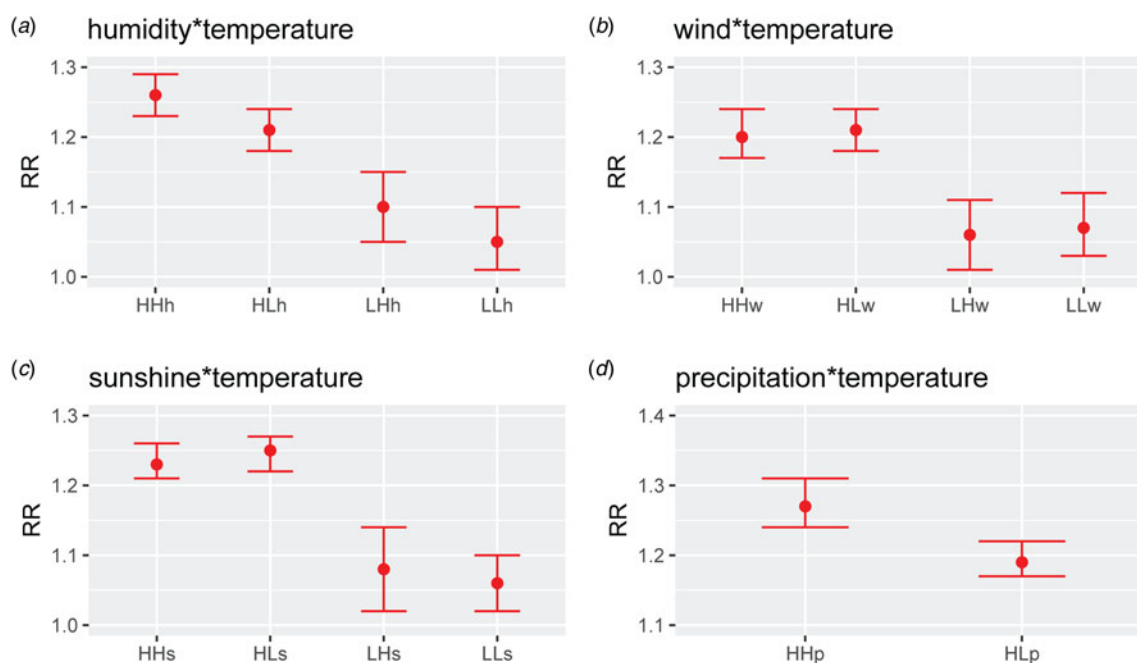 (a) humidity*temperature
RR
1.3
1.2
1.1
1.0
HHh HLh LHh LLh
(b) wind*temperature
RR
1.3
1.2
1.1
1.0
HHw HLw LHw LLw
(c) sunshine*temperature
RR
1.3
1.2
1.1
1.0
HHs HLs LHs LLs
(d) precipitation*temperature
RR
1.4
1.3
1.2
1.1
HHp HLp